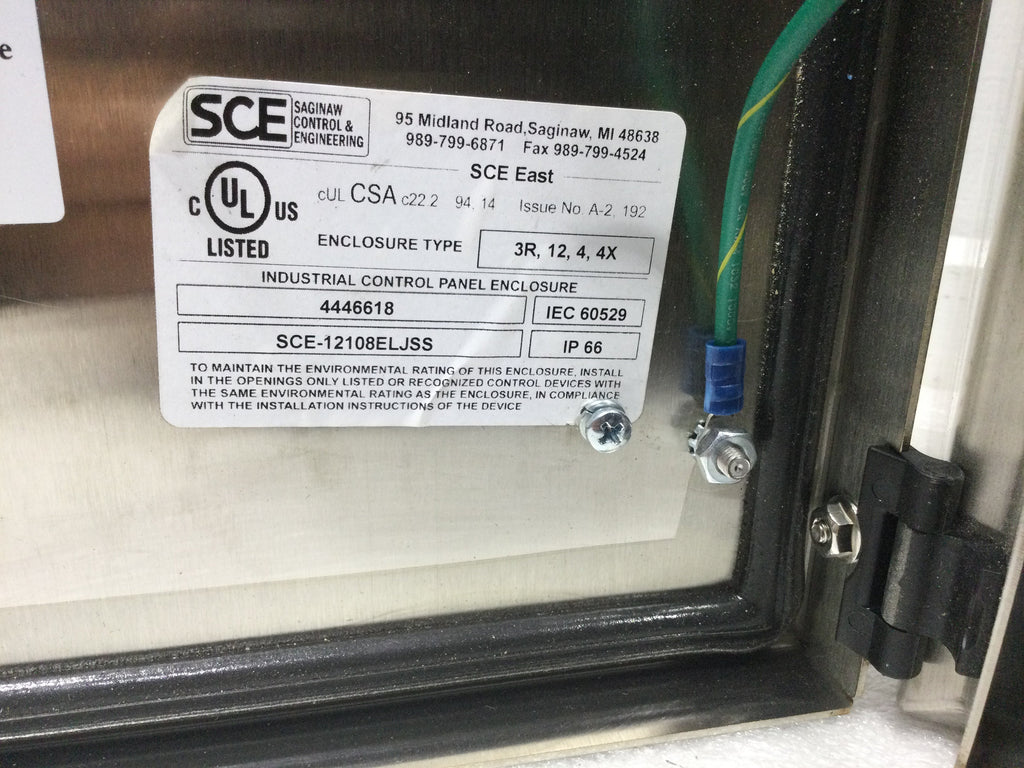 e
SCE SAGINAW
CONTROL &
ENGINEERING
95 Midland Road,Saginaw, MI 48638
989-799-6871 Fax 989-799-4524
SCE East
C UL US
LISTED
cUL CSA c22.2 94, 14 Issue No. A-2, 192
ENCLOSURE TYPE 3R, 12, 4, 4X
INDUSTRIAL CONTROL PANEL ENCLOSURE
4446618 IEC 60529
SCE-12108ELJSS IP 66
TO MAINTAIN THE ENVIRONMENTAL RATING OF THIS ENCLOSURE, INSTALL
IN THE OPENINGS ONLY LISTED OR RECOGNIZED CONTROL DEVICES WITH
THE SAME ENVIRONMENTAL RATING AS THE ENCLOSURE, IN COMPLIANCE
WITH THE INSTALLATION INSTRUCTIONS OF THE DEVICE